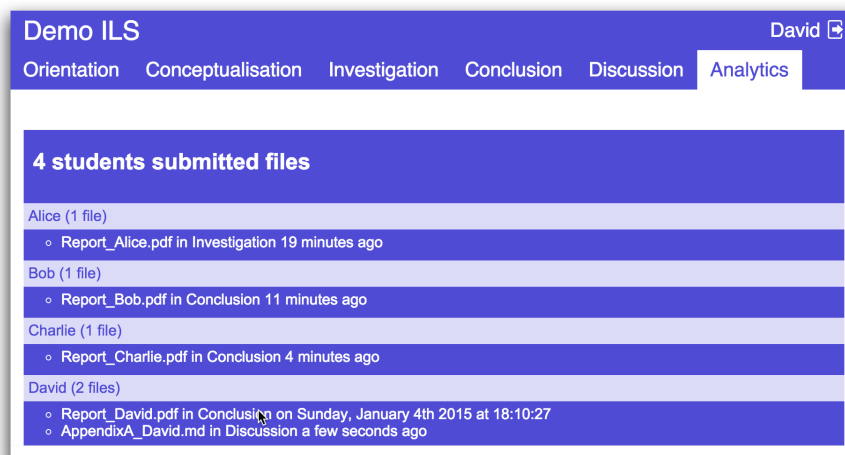 Demo ILS
David
Orientation Conceptualisation Investigation Conclusion Discussion Analytics
4 students submitted files
Alice (1 file)
Report_Alice.pdf in Investigation 19 minutes ago
Bob (1 file)
Report_Bob.pdf in Conclusion 11 minutes ago
Charlie (1 file)
Report_Charlie.pdf in Conclusion 4 minutes ago
David (2 files)
Report_David.pdf in Conclusion on Sunday, January 4th 2015 at 18:10:27
AppendixA_David.md in Discussion a few seconds ago